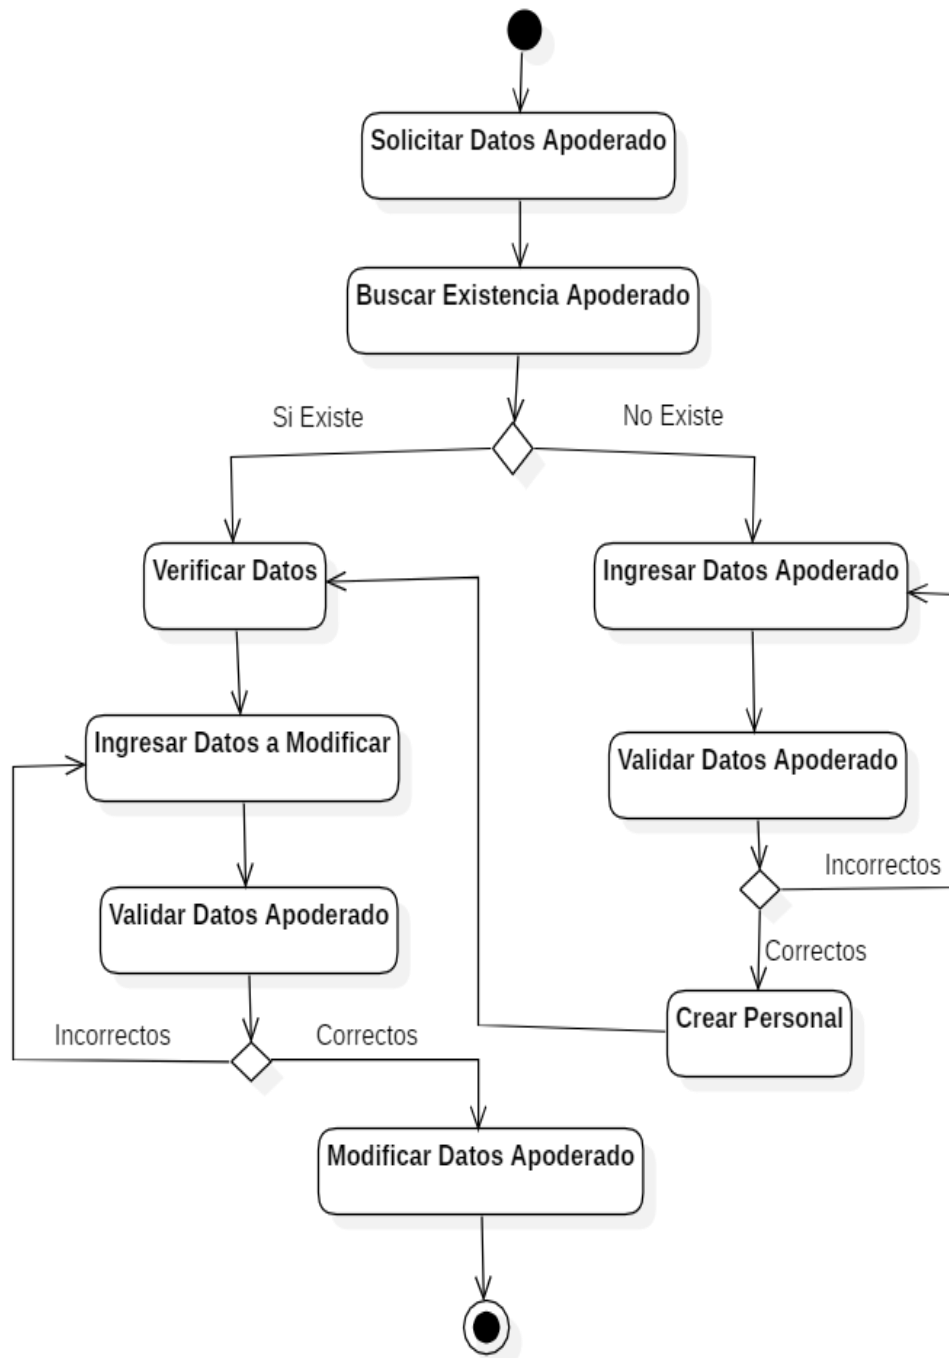 Solicitar Datos Apoderado
Buscar Existencia Apoderado
Si Existe
No Existe
Verificar Datos
Ingresar Datos Apoderado
Ingresar Datos a Modificar
Validar Datos Apoderado
Incorrectos
Correctos
Validar Datos Apoderado
Crear Personal
Incorrectos
Correctos
Modificar Datos Apoderado